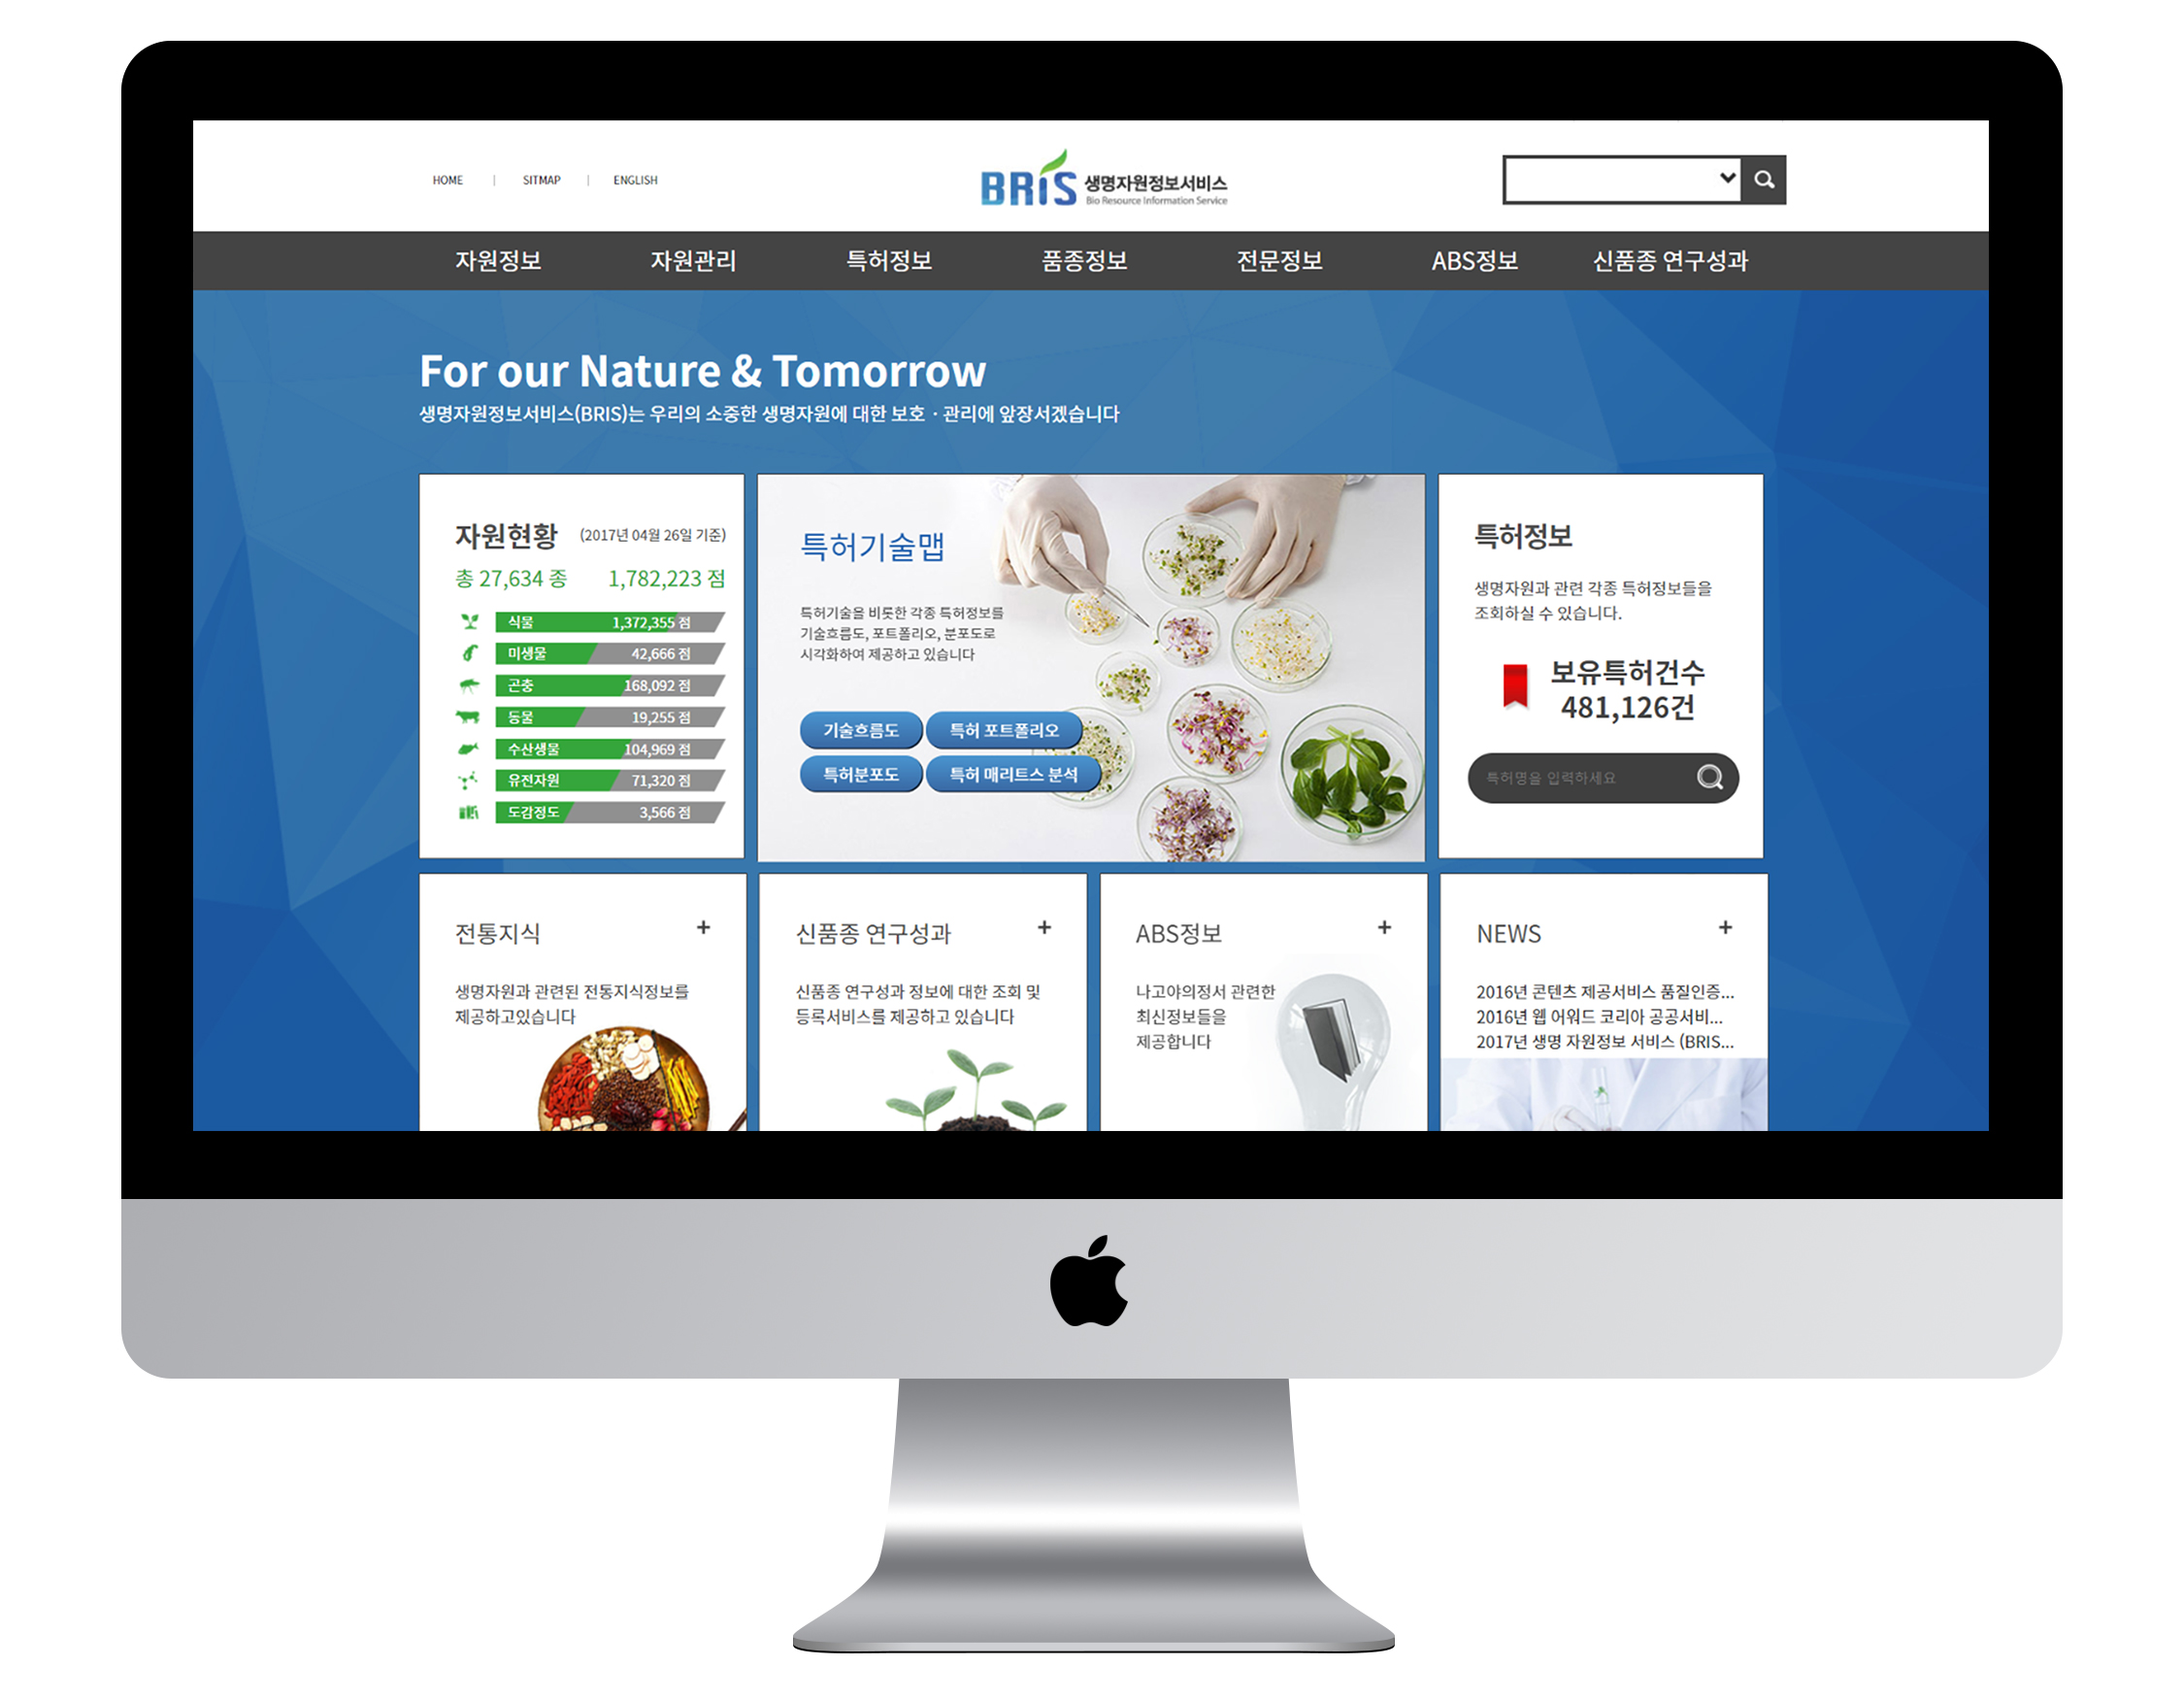 HOME | SITMAP | ENGLISH
BRIS 생명자원정보서비스
Bio Resource Information Service
자원정보 자원관리 특허정보 품종정보 전문정보 ABS정보 신품종 연구성과
For our Nature & Tomorrow
생명자원정보서비스(BRIS)는 우리의 소중한 생명자원에 대한 보호 · 관리에 앞장서겠습니다
자원현황 (2017년 04월 26일 기준)
총 27,634 종 1,782,223 점
식물 1,372,355 점
미생물 42,666 점
곤충 168,092 점
동물 19,255 점
수산생물 104,969 점
유전자원 71,320 점
도감정도 3,566 점
특허기술맵
특허기술을 비롯한 각종 특허정보를
기술흐름도, 포트폴리오, 분포도로
시각화하여 제공하고 있습니다
기술흐름도 특허 포트폴리오
특허분포도 특허 매리트스 분석
특허정보
생명자원과 관련 각종 특허정보들을
조회하실 수 있습니다.
보유특허건수
481,126건
특허명을 입력하세요
전통지식 +
생명자원과 관련된 전통지식정보를
제공하고있습니다
신품종 연구성과 +
신품종 연구성과 정보에 대한 조회 및
등록서비스를 제공하고 있습니다
ABS정보 +
나고야의정서 관련한
최신정보들을
제공합니다
NEWS +
2016년 콘텐츠 제공서비스 품질인증...
2016년 웹 어워드 코리아 공공서비...
2017년 생명 자원정보 서비스 (BRIS...